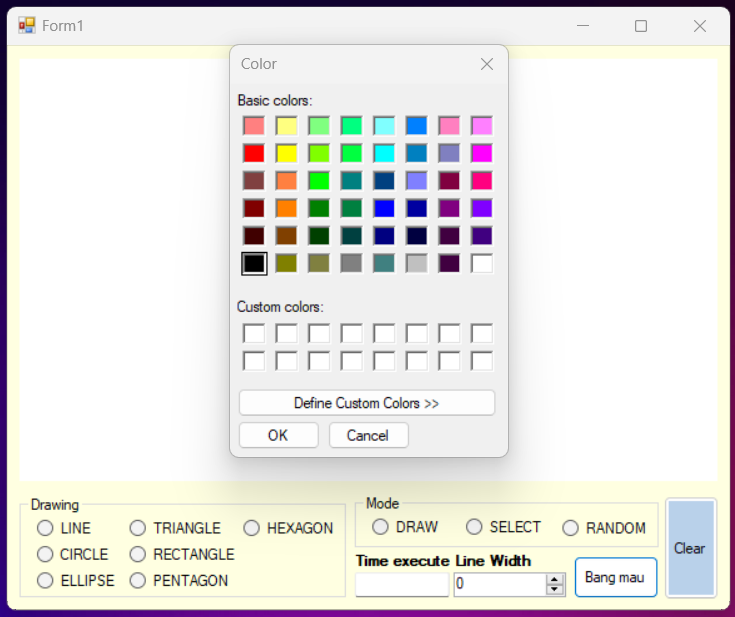 Form1
Color
Basic colors:
Custom colors:
Define Custom Colors >>
OK Cancel
Drawing
LINE TRIANGLE HEXAGON
CIRCLE RECTANGLE
ELLIPSE PENTAGON
Mode
DRAW SELECT RANDOM
Time execute Line Width
0
Bang mau
Clear